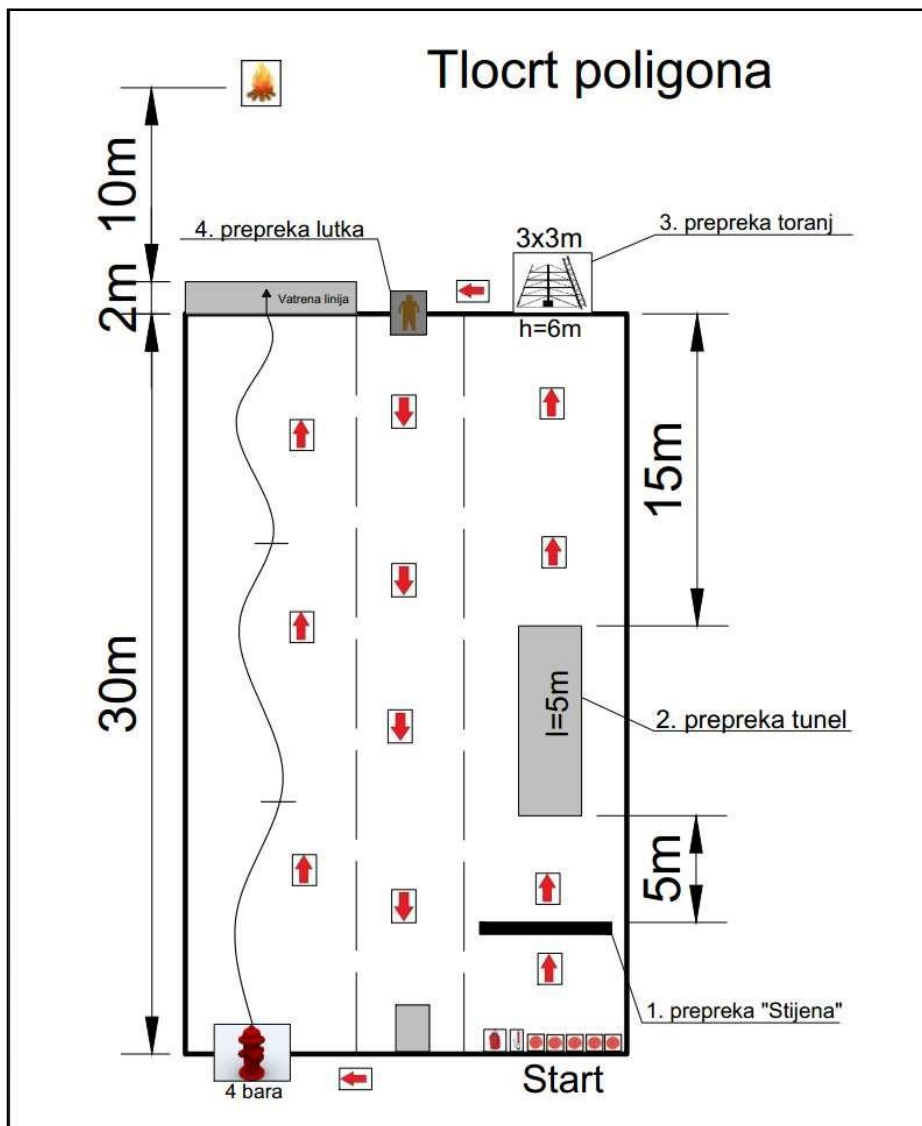 Tlocrt poligona
10m
4. prepreka lutka
3x3m
3. prepreka toranj
2m
Vatrena linija
h=6m
15m
30m
l=5m
2. prepreka tunel
5m
1. prepreka "Stijena"
4 bara
Start